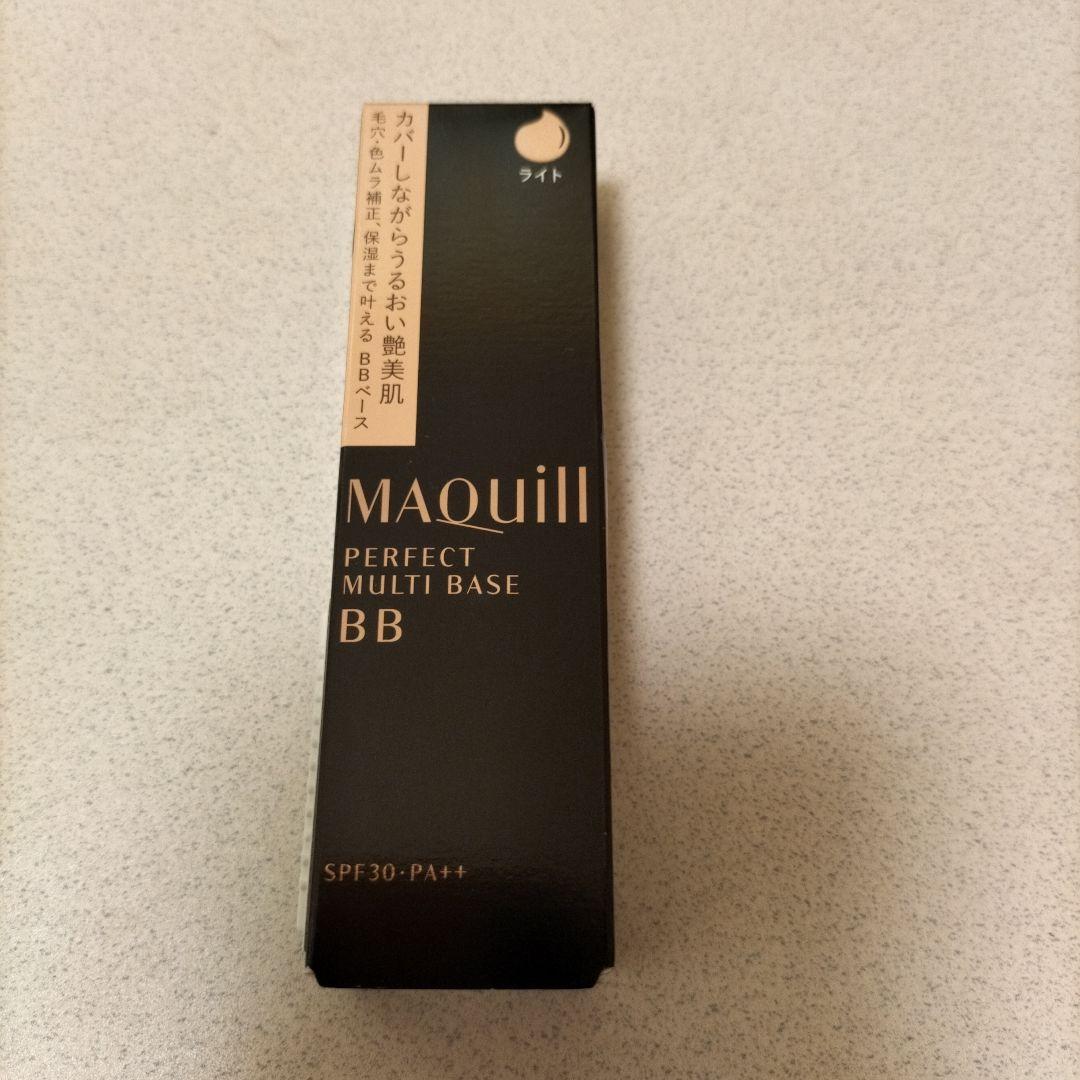 カバーしながらうるおい艶美肌
毛穴・色ムラ補正、保湿まで叶える BBベース
ライト
MAQuill
PERFECT
MULTI BASE
BB
SPF30・PA++